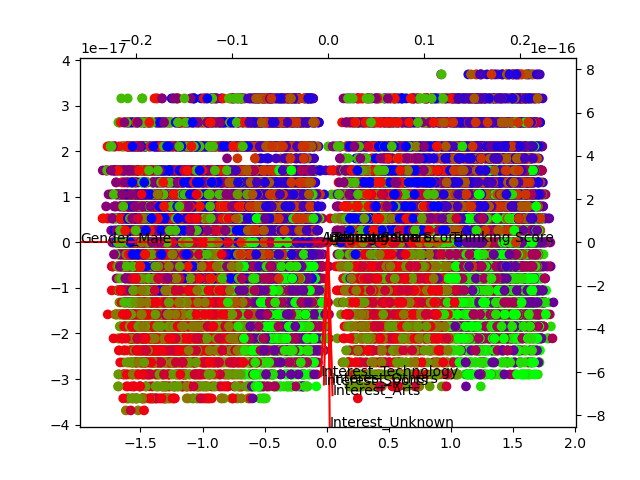 −0.2 −0.1 0.0 0.1 0.2
1e−17 1e−16
4 8
3 6
2 4
1 2
Gender_Male Thinking Score
0 0
−1 −2
−2 −4
−3 −6
Interest_Technology
Interest_Sports
Interest_Arts
Interest_Unknown
−4 −8
−1.5 −1.0 −0.5 0.0 0.5 1.0 1.5 2.0